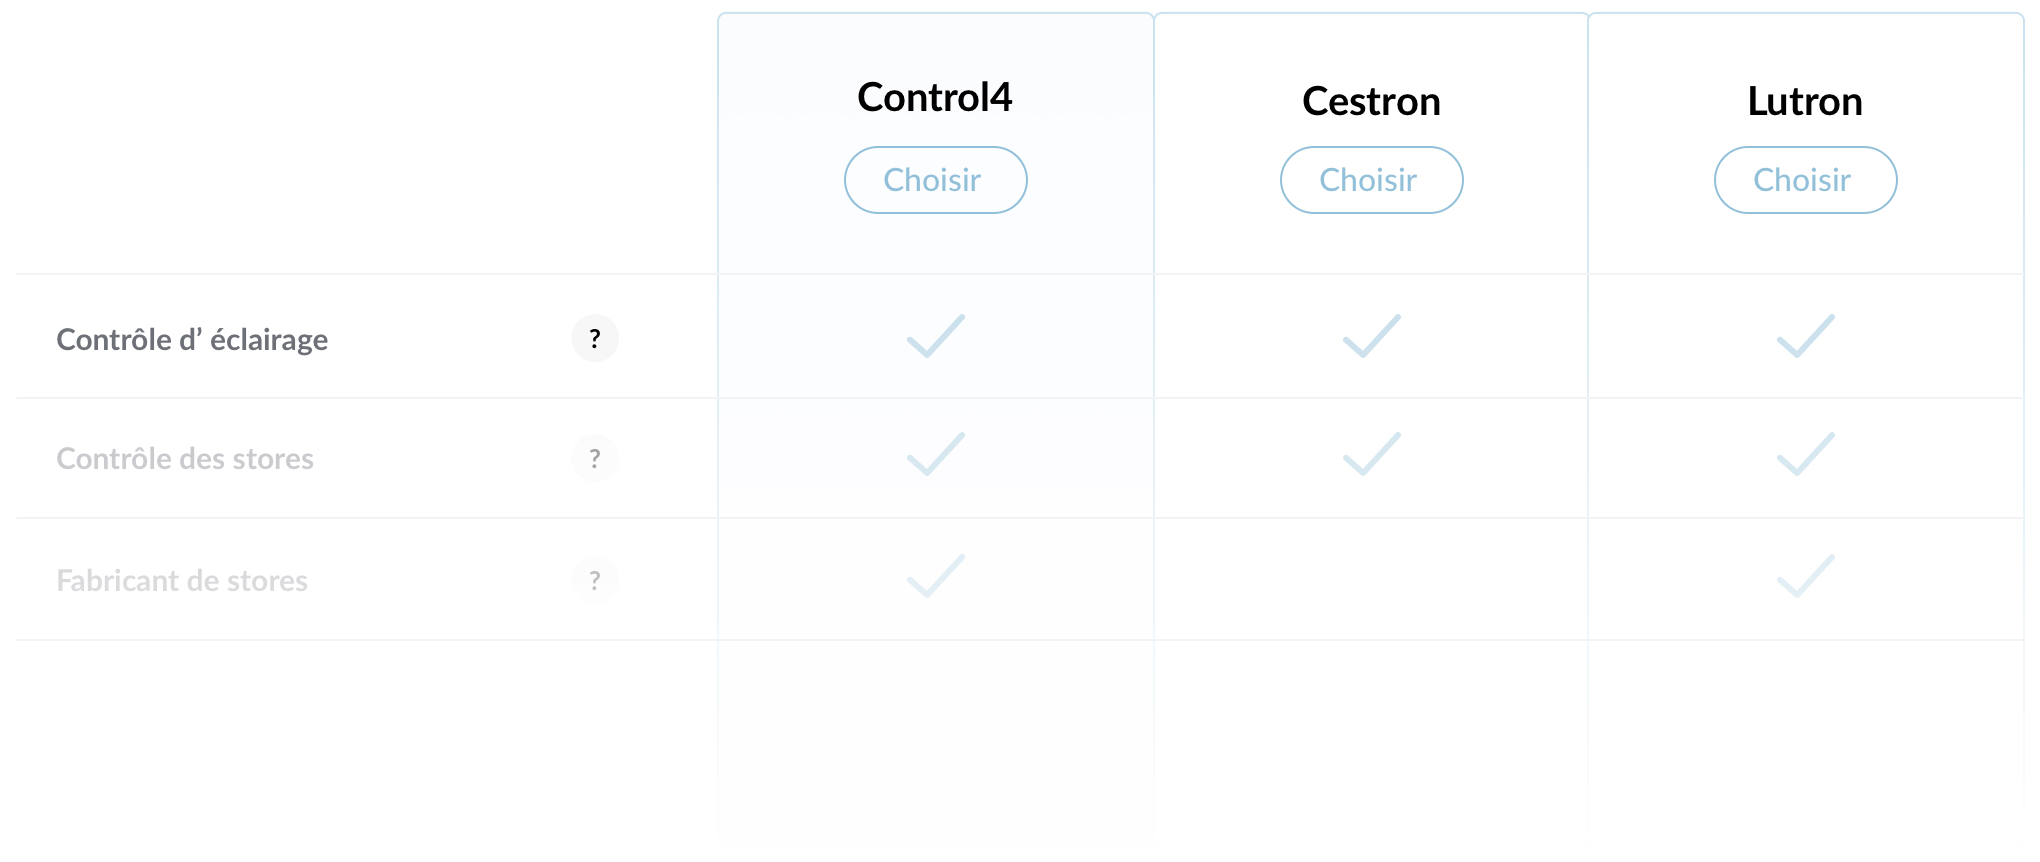 Control4
Cestron
Lutron
Choisir
Choisir
Choisir
Contrôle d’ éclairage
?
Contrôle des stores
?
Fabricant de stores
?